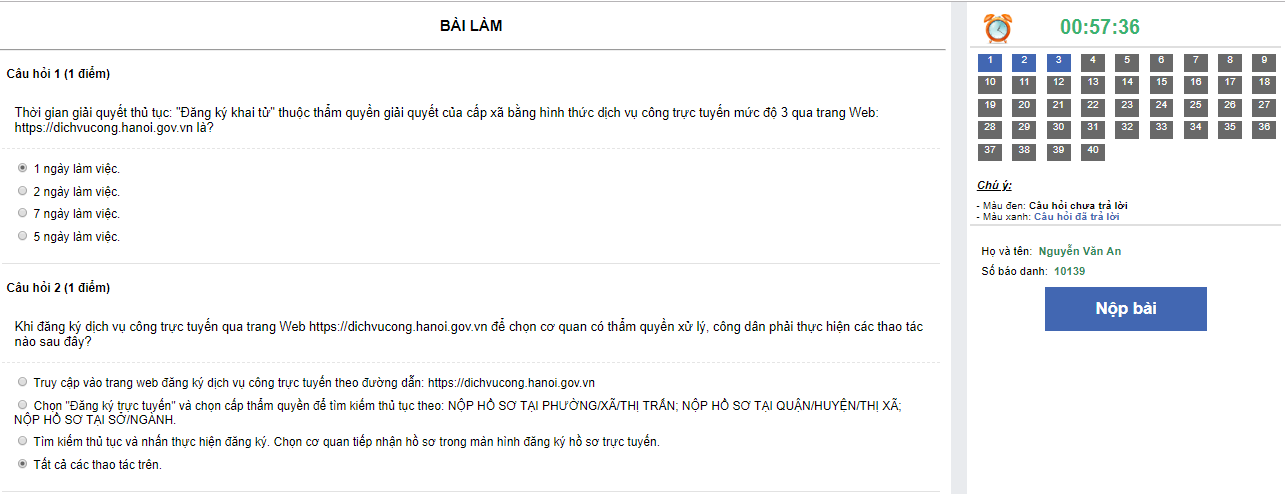 BÀI LÀM
Câu hỏi 1 (1 điểm)
Thời gian giải quyết thủ tục: "Đăng ký khai tử" thuộc thẩm quyền giải quyết của cấp xã bằng hình thức dịch vụ công trực tuyến mức độ 3 qua trang Web:
https://dichvucong.hanoi.gov.vn là?
1 ngày làm việc.
2 ngày làm việc.
7 ngày làm việc.
5 ngày làm việc.
Câu hỏi 2 (1 điểm)
Khi đăng ký dịch vụ công trực tuyến qua trang Web https://dichvucong.hanoi.gov.vn để chọn cơ quan có thẩm quyền xử lý, công dân phải thực hiện các thao tác
nào sau đây?
Truy cập vào trang web đăng ký dịch vụ công trực tuyến theo đường dẫn: https://dichvucong.hanoi.gov.vn
Chọn "Đăng ký trực tuyến" và chọn cấp thẩm quyền để tìm kiếm thủ tục theo: NỘP HỒ SƠ TẠI PHƯỜNG/XÃ/THỊ TRẤN; NỘP HỒ SƠ TẠI QUẬN/HUYỆN/THỊ XÃ;
NỘP HỒ SƠ TẠI SỞ/NGÀNH.
Tìm kiếm thủ tục và nhấn thực hiện đăng ký. Chọn cơ quan tiếp nhận hồ sơ trong màn hình đăng ký hồ sơ trực tuyến.
Tất cả các thao tác trên.
00:57:36
1 2 3 4 5 6 7 8 9
10 11 12 13 14 15 16 17 18
19 20 21 22 23 24 25 26 27
28 29 30 31 32 33 34 35 36
37 38 39 40
Chú ý:
- Màu đen: Câu hỏi chưa trả lời
- Màu xanh: Câu hỏi đã trả lời
Họ và tên: Nguyễn Văn An
Số báo danh: 10139
Nộp bài